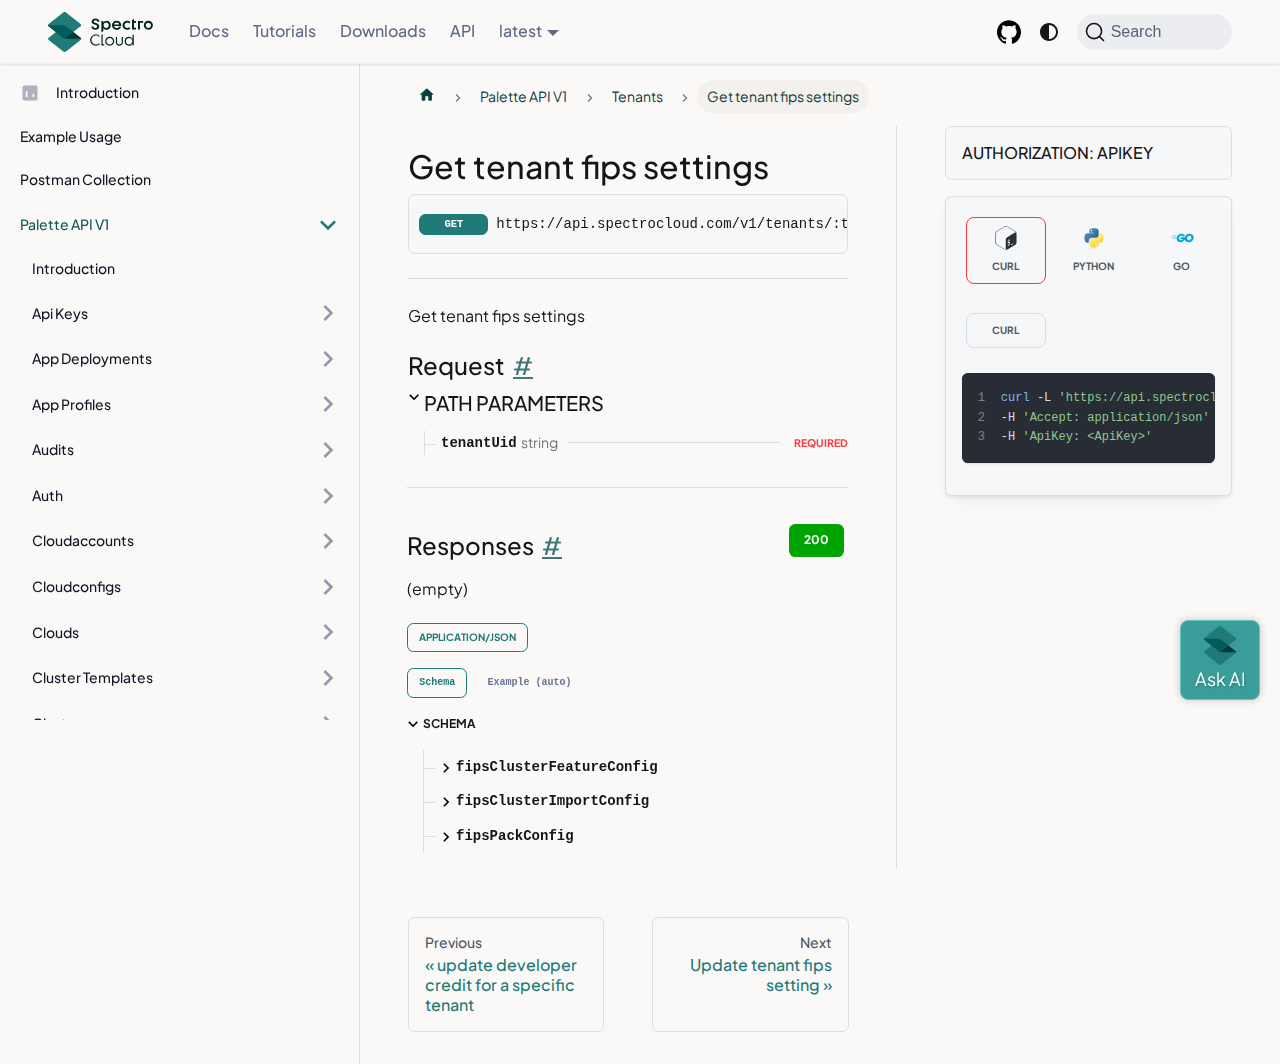 Spectro Cloud
Docs
Tutorials
Downloads
API
latest
Search
Introduction
Example Usage
Postman Collection
Palette API V1
Introduction
Api Keys
App Deployments
App Profiles
Audits
Auth
Cloudaccounts
Cloudconfigs
Clouds
Cluster Templates
Palette API V1
Tenants
Get tenant fips settings
Get tenant fips settings
GET https://api.spectrocloud.com/v1/tenants/:t
Get tenant fips settings
Request #
PATH PARAMETERS
tenantUid string REQUIRED
Responses #
200
(empty)
APPLICATION/JSON
Schema
Example (auto)
SCHEMA
fipsClusterFeatureConfig
fipsClusterImportConfig
fipsPackConfig
Previous
« update developer
credit for a specific
tenant
Next
Update tenant fips
setting »
AUTHORIZATION: APIKEY
CURL
PYTHON
GO
CURL
1 curl -L 'https://api.spectrocl
2 -H 'Accept: application/json'
3 -H 'ApiKey: <ApiKey>'
Ask AI